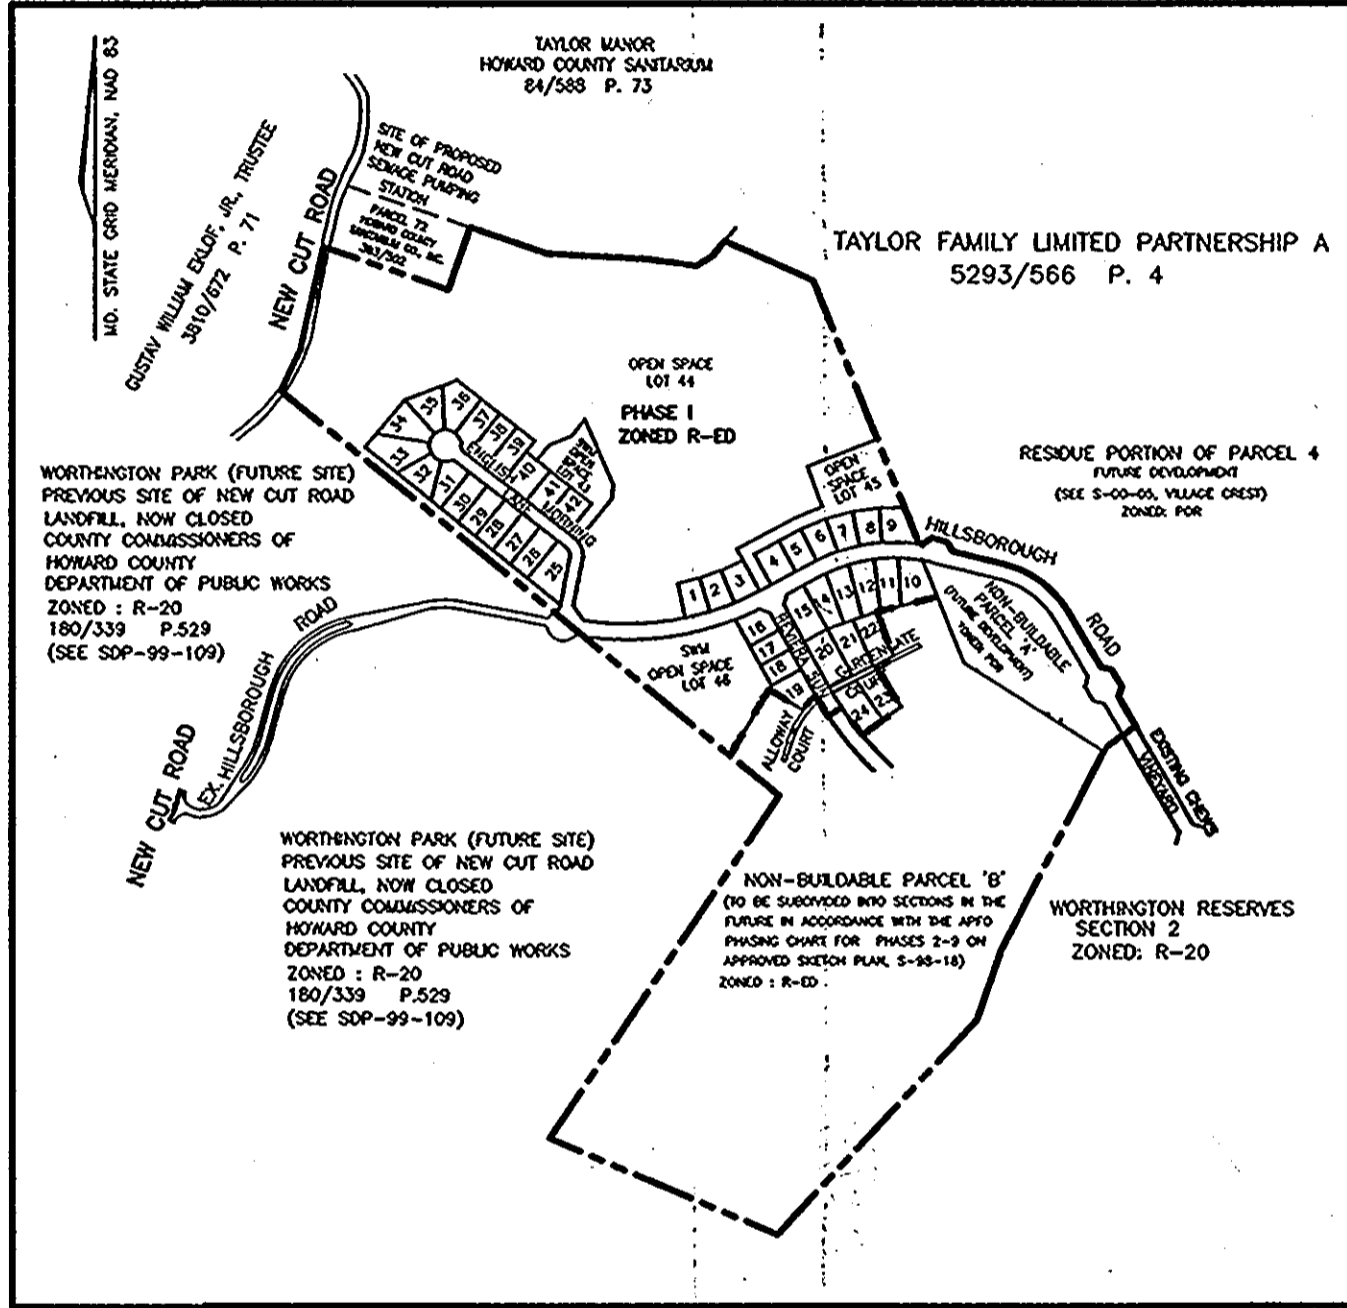 TAYLOR MANOR
HOWARD COUNTY SANITARIUM
84/588 P. 73
MD. STATE GRID MERIDIAN, NAD 83
GUSTAV WILLIAM EKLOF, JR., TRUSTEE
3810/672 P. 71
NEW CUT ROAD
SITE OF PROPOSED
NEW CUT ROAD
SEWAGE PUMPING
STATION
PARCEL 72
HOWARD COUNTY
SANITARIUM CO., INC.
363/502
TAYLOR FAMILY LIMITED PARTNERSHIP A
5293/566 P. 4
OPEN SPACE
LOT 44
PHASE I
ZONED R-ED
RESIDUE PORTION OF PARCEL 4
FUTURE DEVELOPMENT
(SEE S-00-03, VILLAGE CREST)
ZONED: POR
WORTHINGTON PARK (FUTURE SITE)
PREVIOUS SITE OF NEW CUT ROAD
LANDFILL, NOW CLOSED
COUNTY COMMISSIONERS OF
HOWARD COUNTY
DEPARTMENT OF PUBLIC WORKS
ZONED : R-20
180/339 P.529
(SEE SDP-99-109)
33
34
35
36
37
38
39
40
41
42
32
31
30
29
28
27
26
25
ENGLISH
MORNING
OPEN
SPACE
LOT 43
OPEN
SPACE
LOT 45
1
2
3
4
5
6
7
8
9
10
11
12
13
14
15
16
17
18
19
20
21
22
23
24
HILLSBOROUGH
ROAD
NON-BUILDABLE
PARCEL 'A'
(FUTURE DEVELOPMENT)
ZONED POR
SWM
OPEN SPACE
LOT 46
REVIERA
SUN
GARDENGATE
COURT
ALLOWAY
COURT
EXISTING CHEWS
VINEYARD
EX. HILLSBOROUGH ROAD
NEW CUT ROAD
WORTHINGTON PARK (FUTURE SITE)
PREVIOUS SITE OF NEW CUT ROAD
LANDFILL, NOW CLOSED
COUNTY COMMISSIONERS OF
HOWARD COUNTY
DEPARTMENT OF PUBLIC WORKS
ZONED : R-20
180/339 P.529
(SEE SDP-99-109)
NON-BUILDABLE PARCEL 'B'
(TO BE SUBDIVIDED INTO SECTIONS IN THE
FUTURE IN ACCORDANCE WITH THE APFO
PHASING CHART FOR PHASES 2-9 ON
APPROVED SKETCH PLAN, S-98-18)
ZONED : R-ED
WORTHINGTON RESERVES
SECTION 2
ZONED: R-20